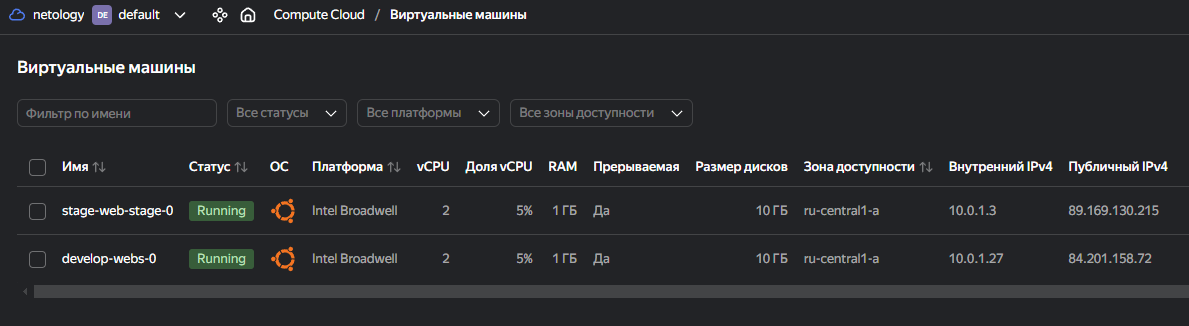 netology DE default Compute Cloud / Виртуальные машины
Виртуальные машины
Фильтр по имени Все статусы Все платформы Все зоны доступности
Имя Статус ОС Платформа vCPU Доля vCPU RAM Прерываемая Размер дисков Зона доступности Внутренний IPv4 Публичный IPv4
stage-web-stage-0 Running Intel Broadwell 2 5% 1 ГБ Да 10 ГБ ru-central1-a 10.0.1.3 89.169.130.215
develop-webs-0 Running Intel Broadwell 2 5% 1 ГБ Да 10 ГБ ru-central1-a 10.0.1.27 84.201.158.72